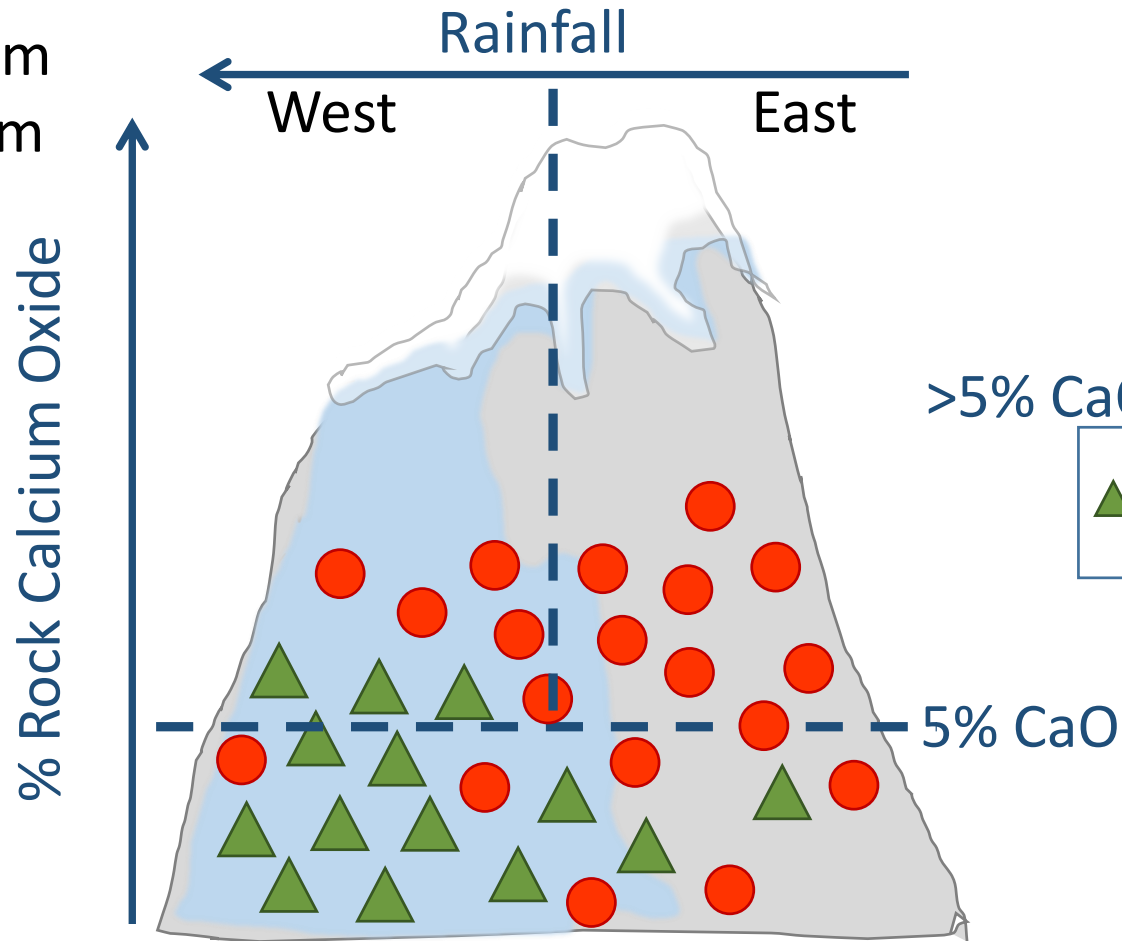 Rainfall
m
West East
m
% Rock Calcium Oxide
>5% Ca
5% CaO